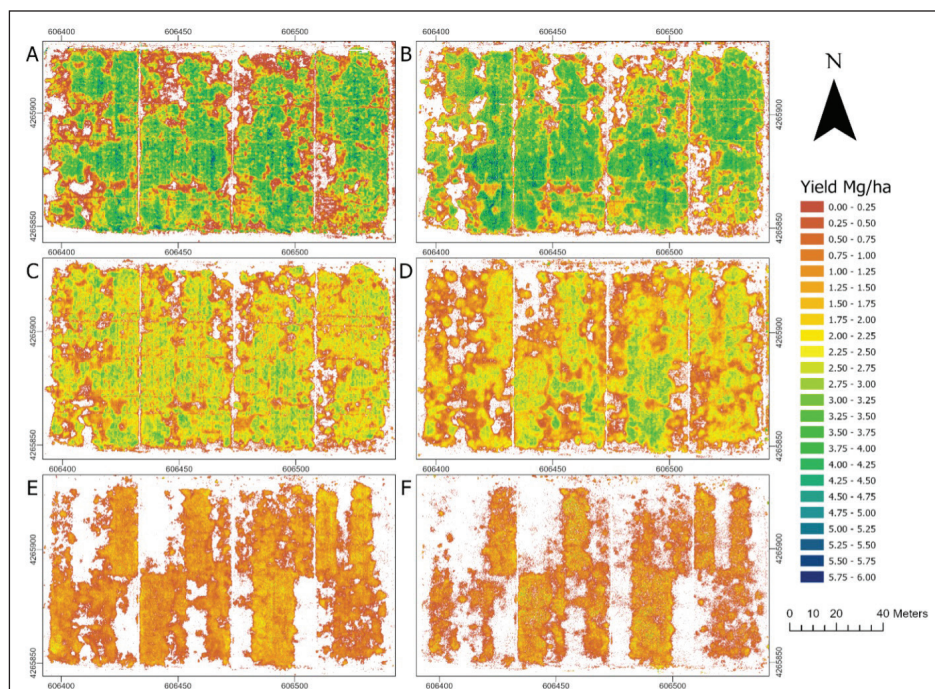 606400 606450 606500
606400 606450 606500
A
B
N
4265900
4265850
4265900
4265850
606400 606450 606500
606400 606450 606500
C
D
4265900
4265850
4265900
4265850
606400 606450 606500
606400 606450 606500
E
F
4265900
4265850
4265900
4265850
606400 606450 606500
606400 606450 606500
Yield Mg/ha
0.00 - 0.25
0.25 - 0.50
0.50 - 0.75
0.75 - 1.00
1.00 - 1.25
1.25 - 1.50
1.50 - 1.75
1.75 - 2.00
2.00 - 2.25
2.25 - 2.50
2.50 - 2.75
2.75 - 3.00
3.00 - 3.25
3.25 - 3.50
3.50 - 3.75
3.75 - 4.00
4.00 - 4.25
4.25 - 4.50
4.50 - 4.75
4.75 - 5.00
5.00 - 5.25
5.25 - 5.50
5.50 - 5.75
5.75 - 6.00
0 10 20 40 Meters